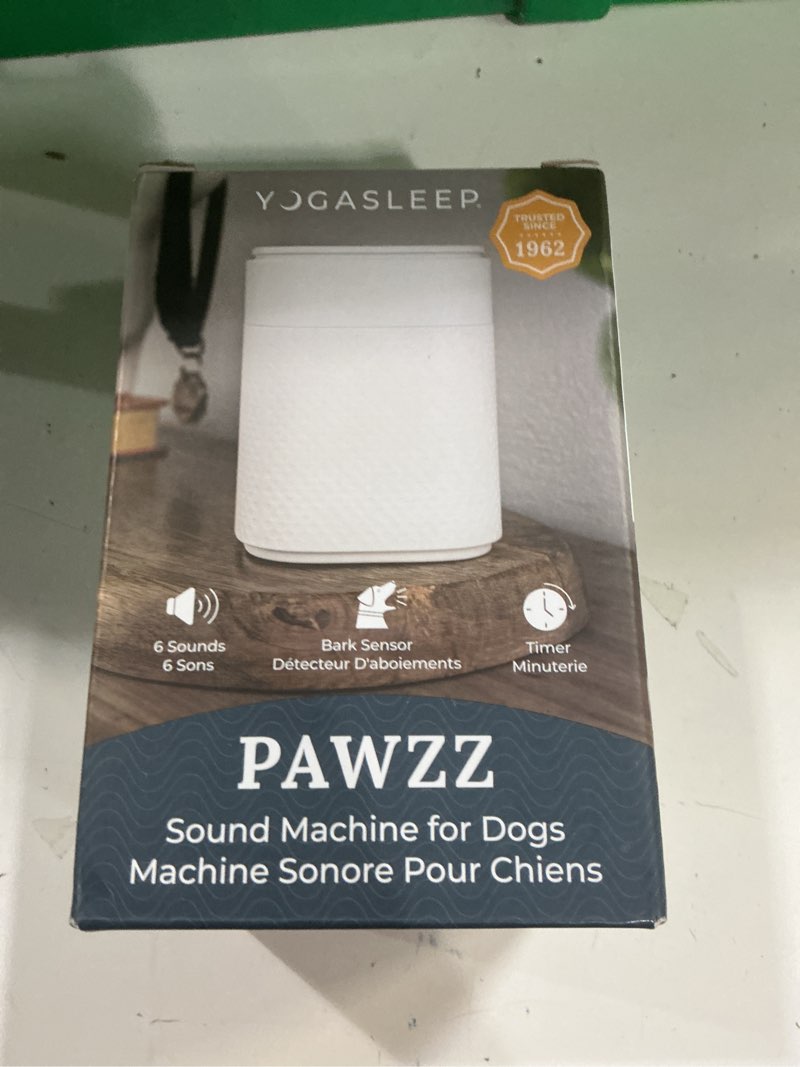 YOGASLEEP
TRUSTED
SINCE
1962
6 Sounds
6 Sons
Bark Sensor
Détecteur D'aboiements
Timer
Minuterie
PAWZZ
Sound Machine for Dogs
Machine Sonore Pour Chiens